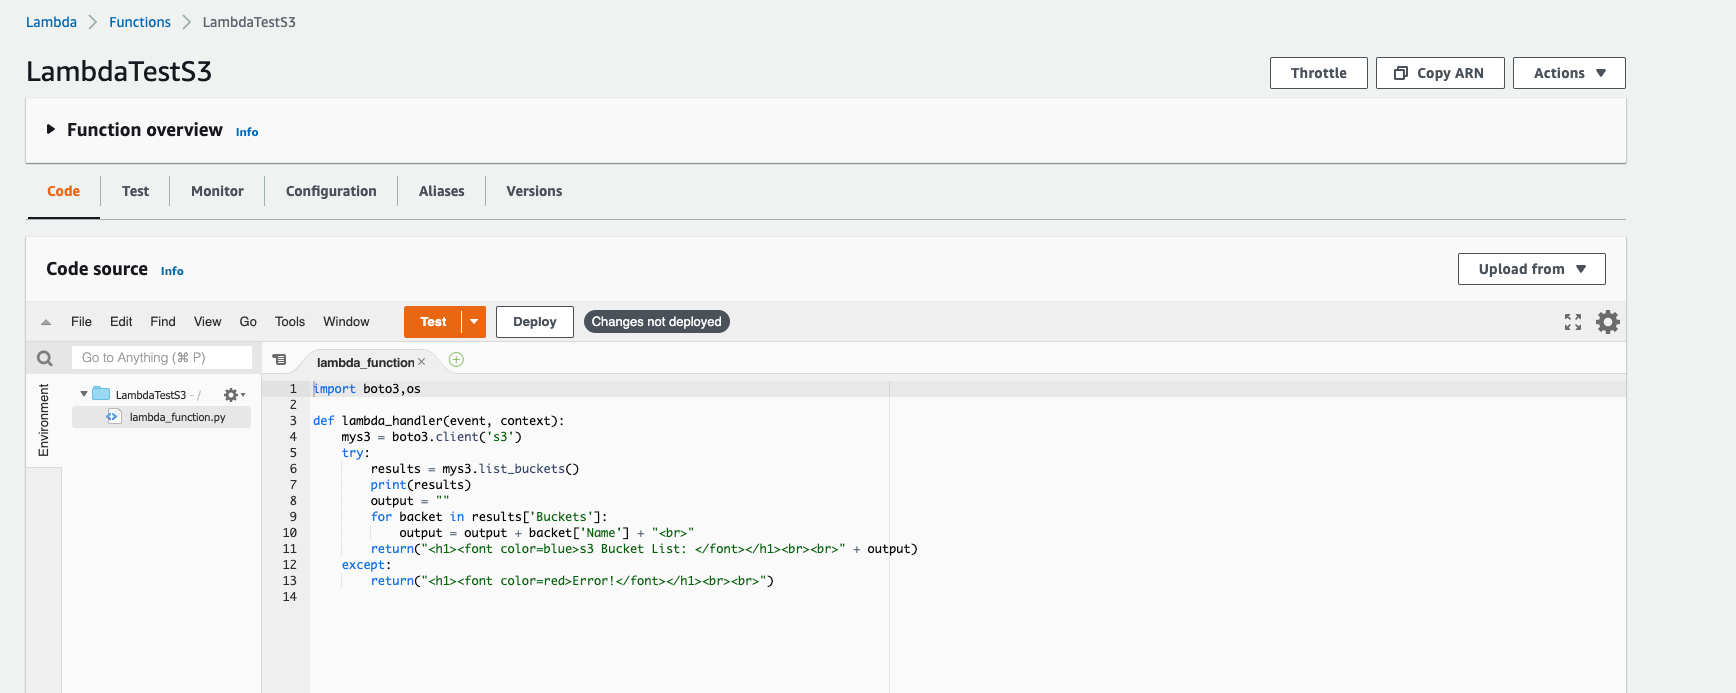 Lambda > Functions > LambdaTestS3
LambdaTestS3
Throttle Copy ARN Actions ▼
Function overview Info
Code Test Monitor Configuration Aliases Versions
Code source Info
Upload from ▼
File Edit Find View Go Tools Window Test Deploy Changes not deployed
Go to Anything (⌘ P)
lambda_function ×
Environment
LambdaTestS3 - /
lambda_function.py
1 import boto3,os
2
3 def lambda_handler(event, context):
4     mys3 = boto3.client('s3')
5     try:
6         results = mys3.list_buckets()
7         print(results)
8         output = ""
9         for backet in results['Buckets']:
10             output = output + backet['Name'] + "<br>"
11         return("<h1><font color=blue>s3 Bucket List: </font></h1><br><br>" + output)
12     except:
13         return("<h1><font color=red>Error!</font></h1><br><br>")
14